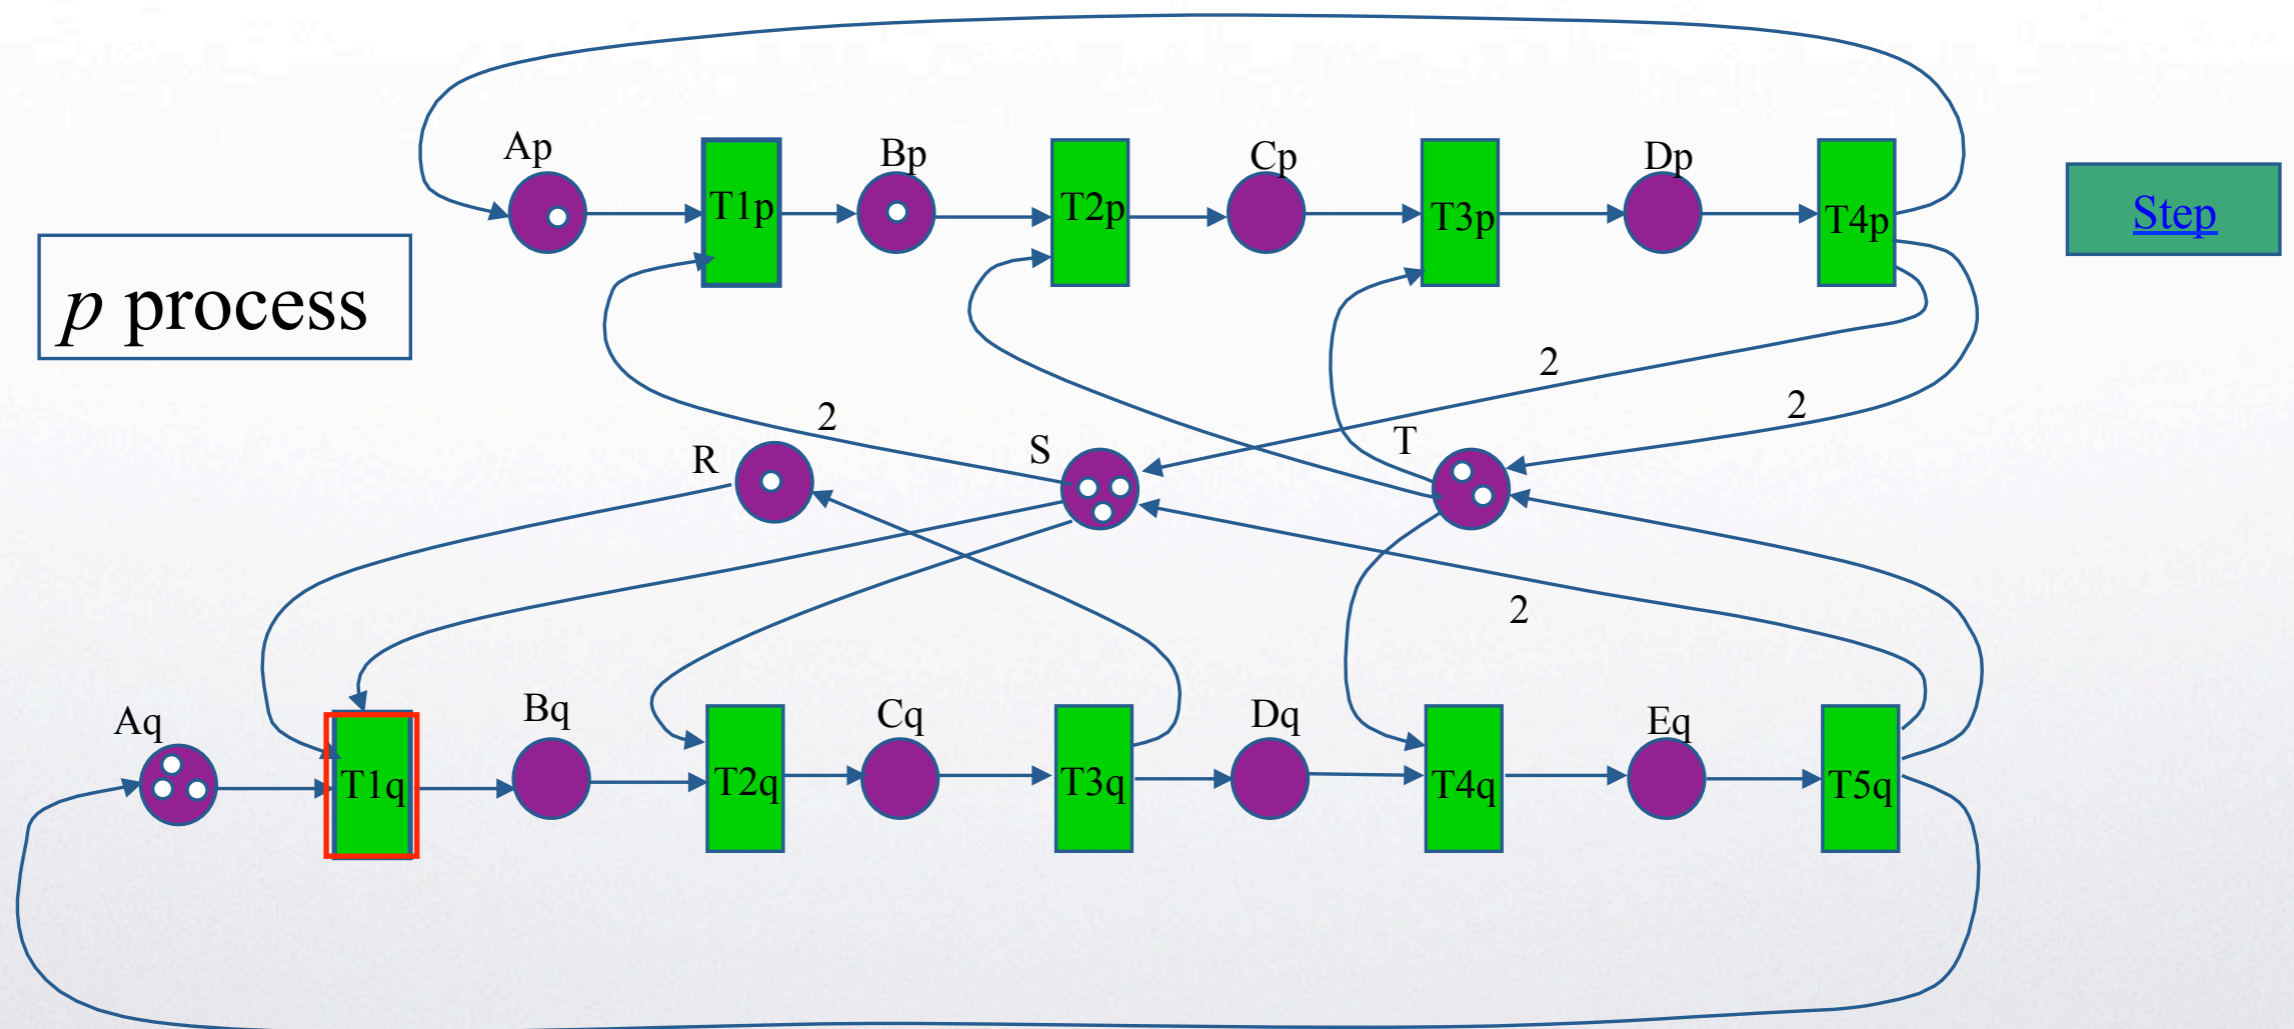 Ap
T1p
Bp
T2p
Cp
T3p
Dp
T4p
Step
p process
2
2
2
R
S
T
2
Aq
T1q
Bq
T2q
Cq
T3q
Dq
T4q
Eq
T5q